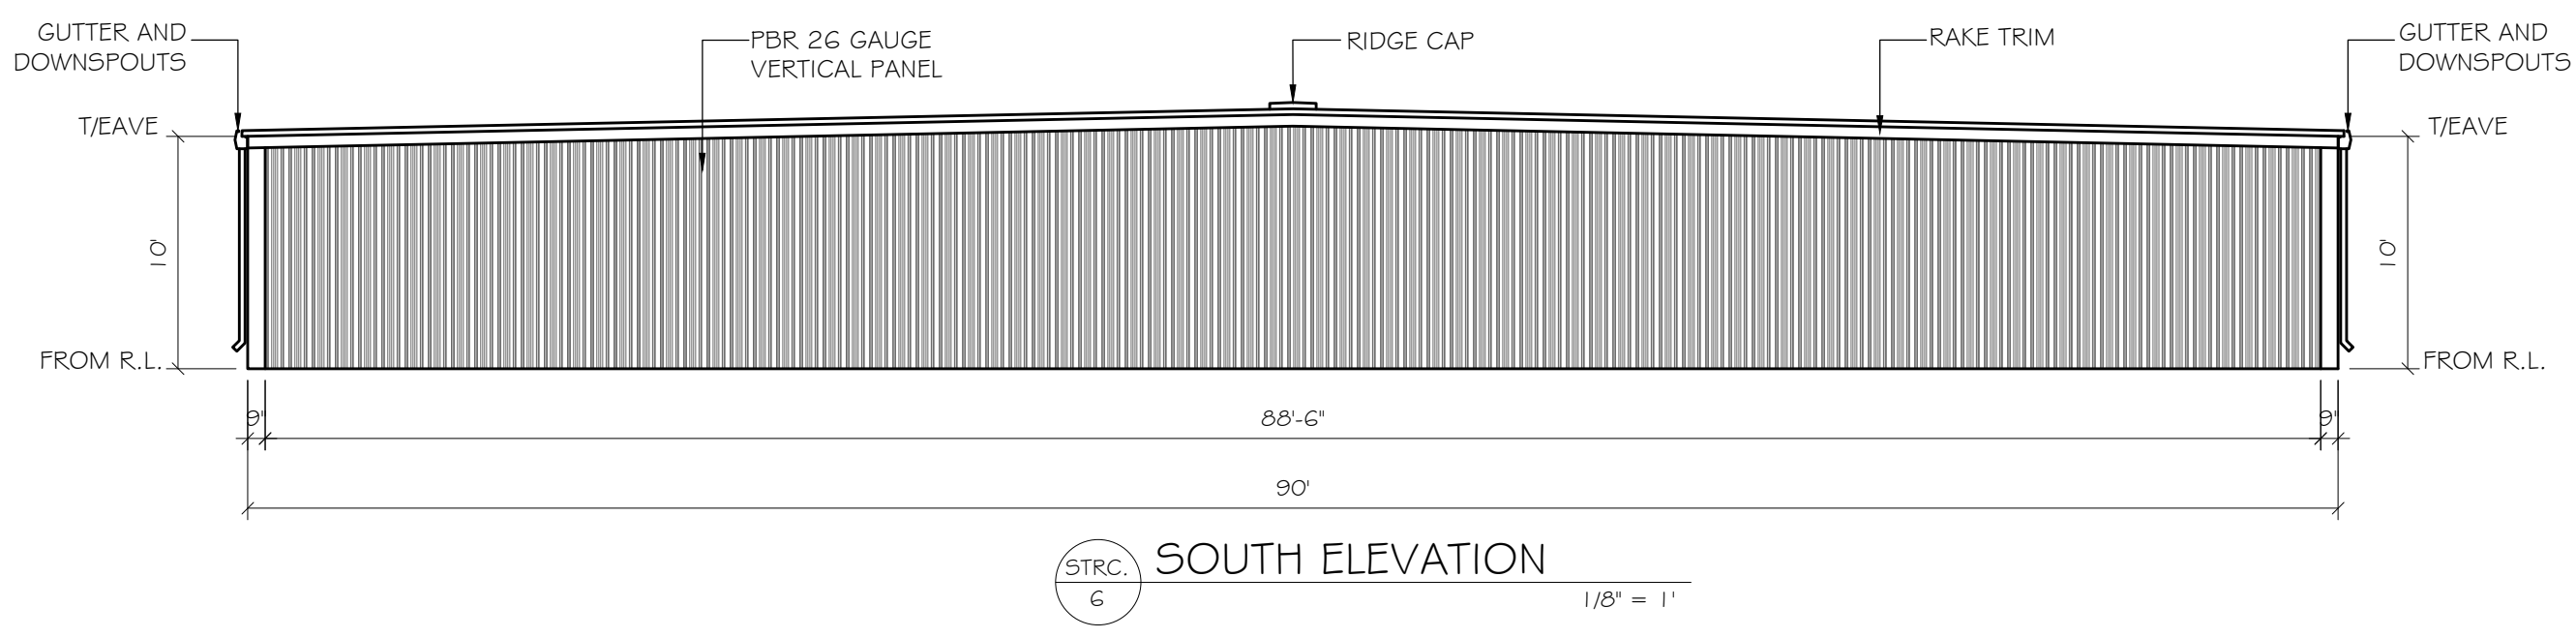 GUTTER AND
DOWNSPOUTS
PBR 26 GAUGE
VERTICAL PANEL
RIDGE CAP
RAKE TRIM
GUTTER AND
DOWNSPOUTS
T/EAVE
T/EAVE
10'
10'
FROM R.L.
FROM R.L.
9"
88'-6"
9"
90'
STRC.
6
SOUTH ELEVATION
1/8" = 1'